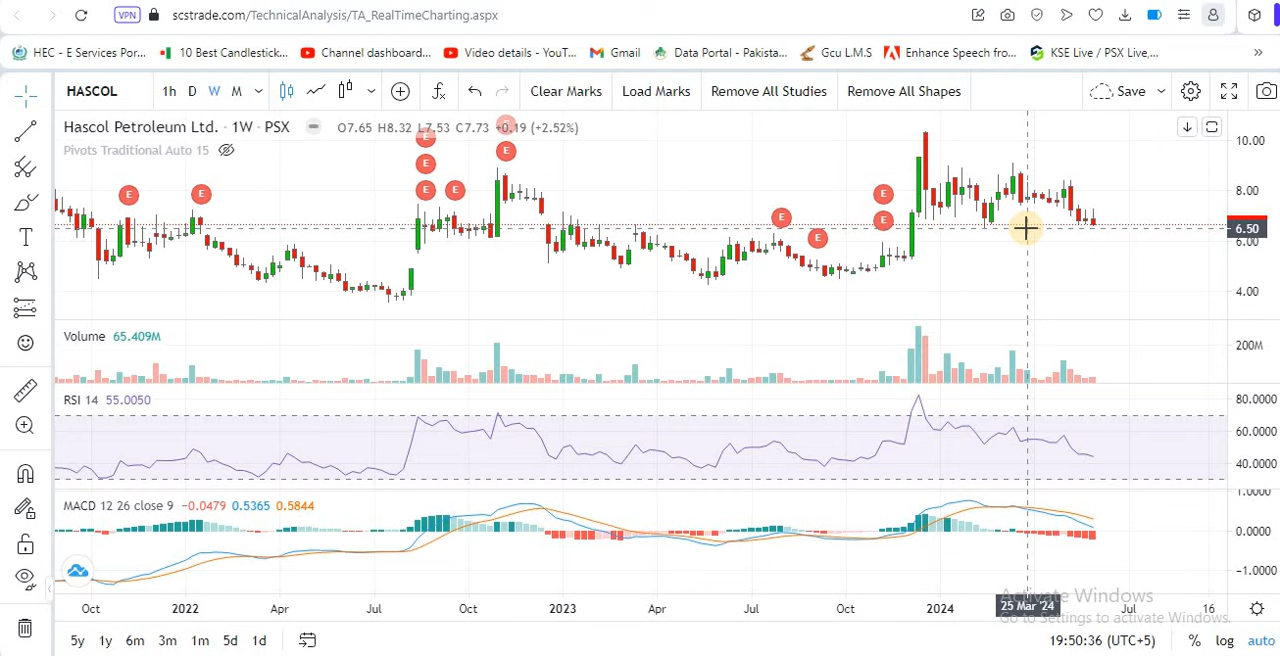 VPN scstrade.com/TechnicalAnalysis/TA_RealTimeCharting.aspx
HEC - E Services Por... 10 Best Candlestick... Channel dashboard... Video details - YouT... Gmail Data Portal - Pakista... Gcu L.M.S Enhance Speech fro... KSE Live / PSX Live,... »
HASCOL 1h D W M Clear Marks Load Marks Remove All Studies Remove All Shapes Save
Hascol Petroleum Ltd. · 1W · PSX O7.65 H8.32 L7.53 C7.73 +0.19 (+2.52%)
Pivots Traditional Auto 15
E E E E E E E E E E E E
10.00
8.00
6.50
6.00
4.00
Volume 65.409M
200M
RSI 14 55.0050
80.0000
60.0000
40.0000
MACD 12 26 close 9 −0.0479 0.5365 0.5844
1.0000
0.0000
−1.0000
Oct 2022 Apr Jul Oct 2023 Apr Jul Oct 2024 25 Mar '24 Jul 16
Activate Windows
Go to Settings to activate Windows.
5y 1y 6m 3m 1m 5d 1d 19:50:36 (UTC+5) % log auto